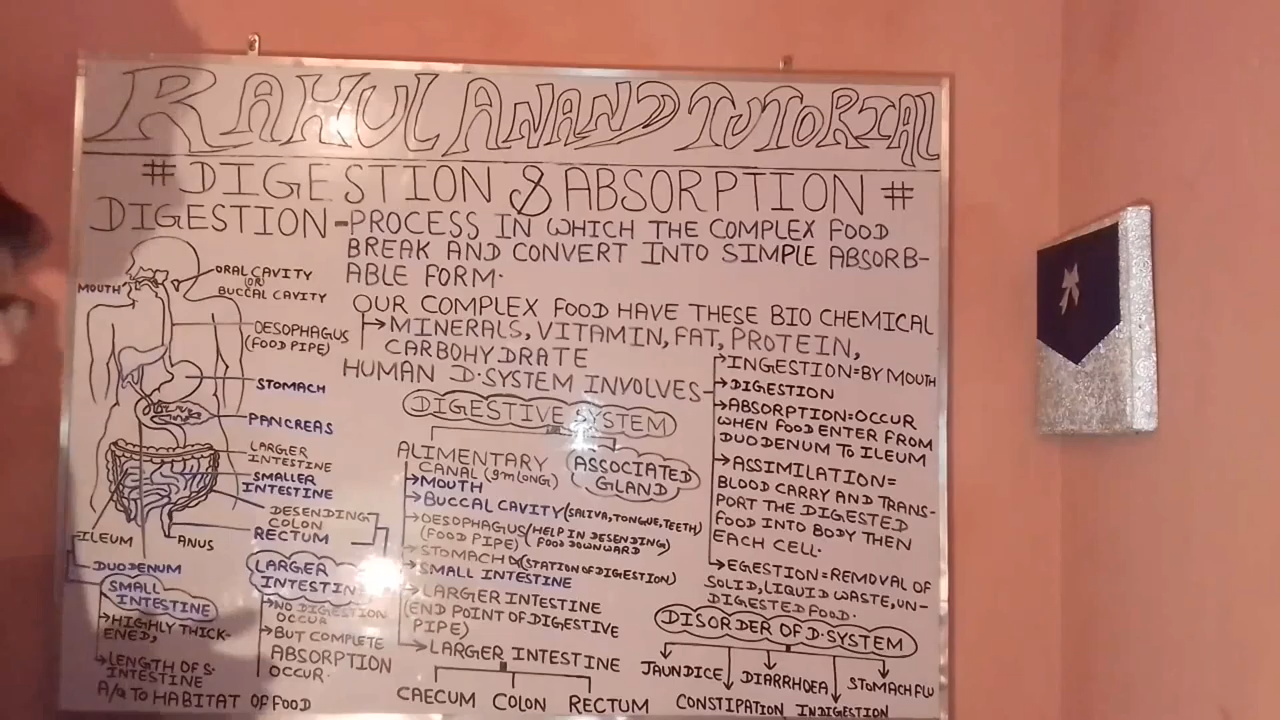 RAHUL ANAND TUTORIAL
# DIGESTION & ABSORPTION #
DIGESTION - PROCESS IN WHICH THE COMPLEX FOOD
BREAK AND CONVERT INTO SIMPLE ABSORB-
ABLE FORM.
OUR COMPLEX FOOD HAVE THESE BIO CHEMICAL
→ MINERALS, VITAMIN, FAT, PROTEIN,
CARBOHYDRATE
HUMAN D.SYSTEM INVOLVES-
→ INGESTION=BY MOUTH
→ DIGESTION
→ ABSORPTION=OCCUR
WHEN FOOD ENTER FROM
DUODENUM TO ILEUM
→ ASSIMILATION=
BLOOD CARRY AND TRANS-
PORT THE DIGESTED
FOOD INTO BODY THEN
EACH CELL.
→ EGESTION=REMOVAL OF
SOLID, LIQUID WASTE, UN-
DIGESTED FOOD.
MOUTH
ORAL CAVITY
(OR)
BUCCAL CAVITY
OESOPHAGUS
(FOOD PIPE)
STOMACH
PANCREAS
LARGER
INTESTINE
SMALLER
INTESTINE
DESENDING
COLON
RECTUM
ANUS
ILEUM
DUODENUM
SMALL
INTESTINE
→ HIGHLY THICK-
ENED,
→ LENGTH OF S.
INTESTINE
A/Q TO HABITAT OF FOOD
LARGER
INTESTIN
→ NO DIGESTION
OCCUR
→ BUT COMPLETE
ABSORPTION
OCCUR.
DIGESTIVE SYSTEM
ALIMENTARY
CANAL (9m LONG)
→ MOUTH
→ BUCCAL CAVITY (SALIVA, TONGUE, TEETH)
→ OESOPHAGUS (HELP IN DESENDING)
(FOOD PIPE) FOOD DOWNWARD
→ STOMACH (STATION OF DIGESTION)
→ SMALL INTESTINE
→ LARGER INTESTINE
(END POINT OF DIGESTIVE
PIPE)
→ LARGER INTESTINE
CAECUM COLON RECTUM
ASSOCIATED
GLAND
DISORDER OF D.SYSTEM
JAUNDICE, CONSTIPATION DIARRHOEA, INDIGESTION STOMACH FLU